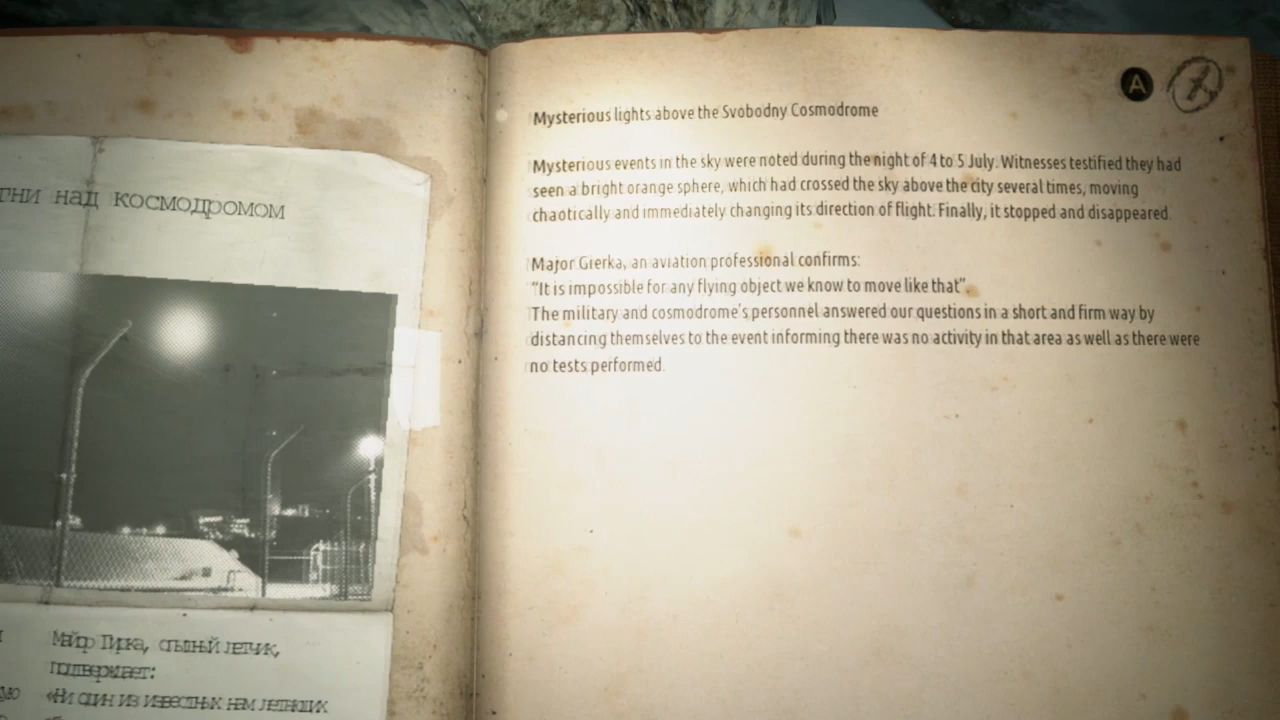 над космодромом
Майор Гирка, опытный летчик,
подтверждает:
«Ни один из известных нам летающих
A
Mysterious lights above the Svobodny Cosmodrome
Mysterious events in the sky were noted during the night of 4 to 5 July. Witnesses testified they had
seen a bright orange sphere, which had crossed the sky above the city several times, moving
chaotically and immediately changing its direction of flight. Finally, it stopped and disappeared.
Major Gierka, an aviation professional confirms:
"It is impossible for any flying object we know to move like that".
The military and cosmodrome's personnel answered our questions in a short and firm way by
distancing themselves to the event informing there was no activity in that area as well as there were
no tests performed.